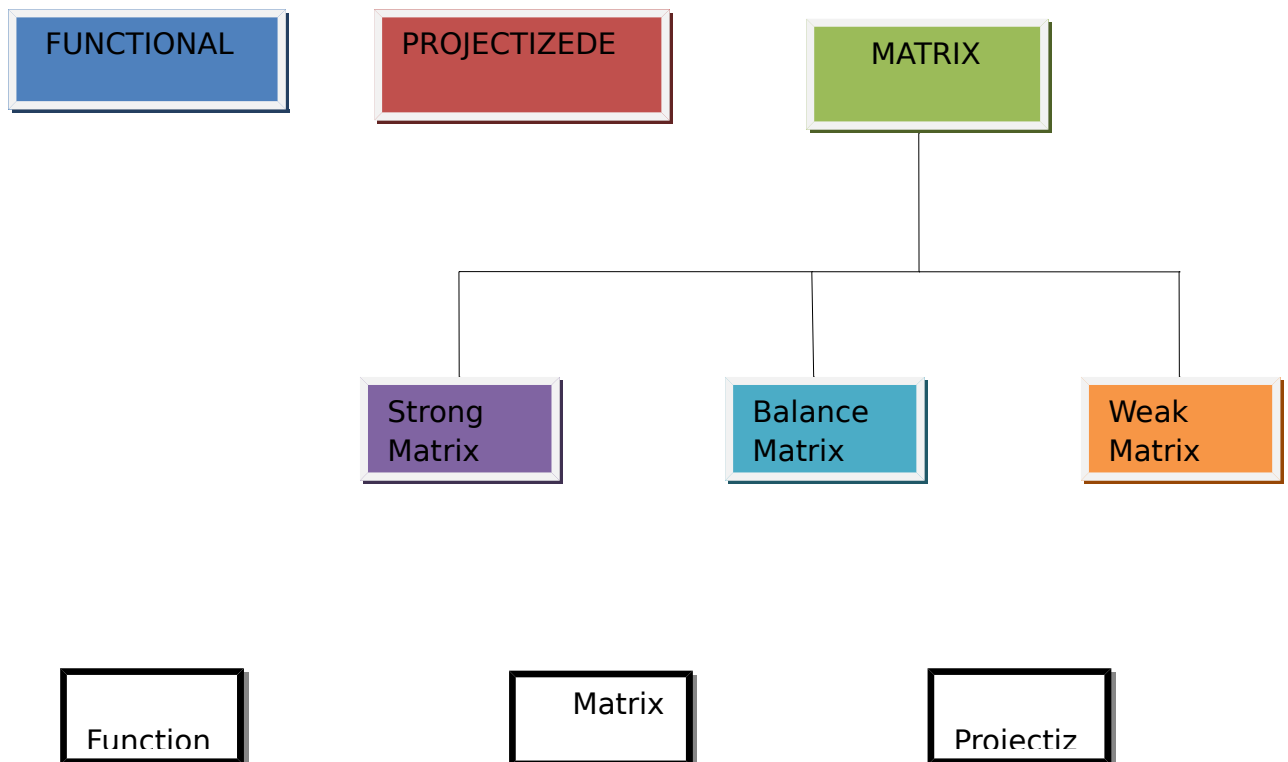 FUNCTIONAL
PROJECTIZEDE
MATRIX
Strong
Matrix
Balance
Matrix
Weak
Matrix
Function
Matrix
Projectiz